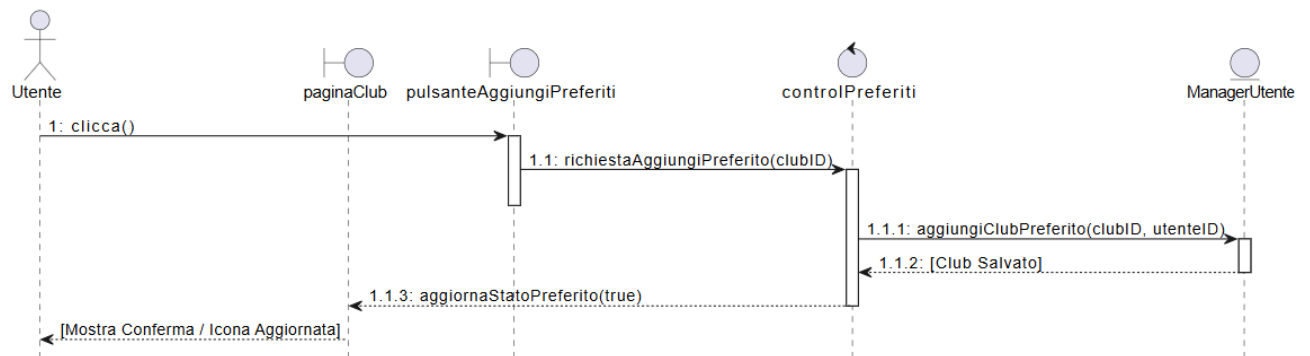 Utente
paginaClub
pulsanteAggiungiPreferiti
controlPreferiti
ManagerUtente
1: clicca()
1.1: richiestaAggiungiPreferito(clubID)
1.1.1: aggiungiClubPreferito(clubID, utenteID)
1.1.2: [Club Salvato]
1.1.3: aggiornaStatoPreferito(true)
[Mostra Conferma / Icona Aggiornata]